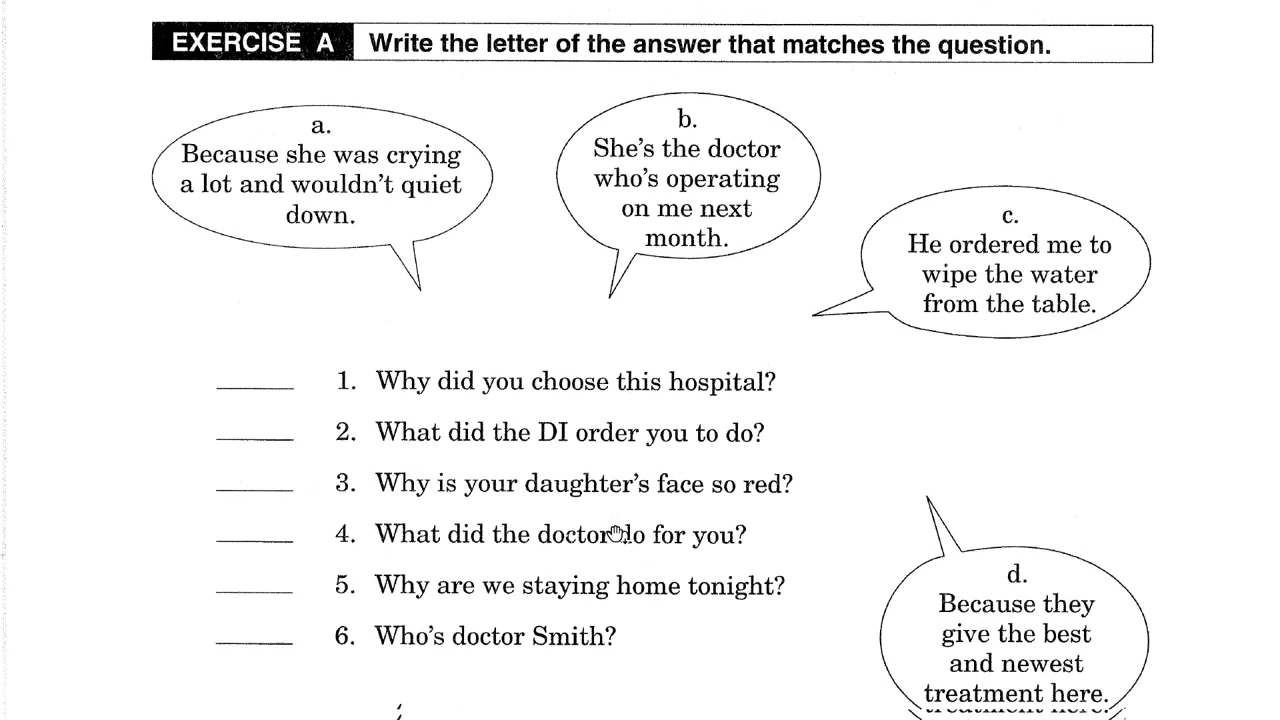 EXERCISE A Write the letter of the answer that matches the question.
a.
Because she was crying
a lot and wouldn't quiet
down.
b.
She's the doctor
who's operating
on me next
month.
c.
He ordered me to
wipe the water
from the table.
1. Why did you choose this hospital?
2. What did the DI order you to do?
3. Why is your daughter's face so red?
4. What did the doctor do for you?
5. Why are we staying home tonight?
6. Who's doctor Smith?
d.
Because they
give the best
and newest
treatment here.